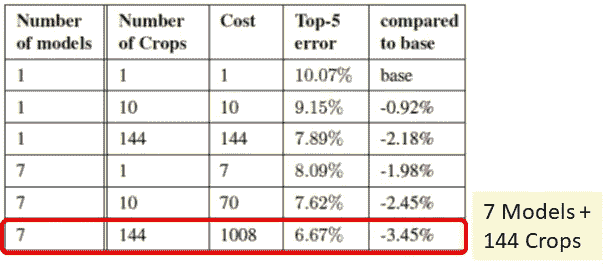 Number of models Number of Crops Cost Top-5 error compared to base
1 1 1 10.07% base
1 10 10 9.15% -0.92%
1 144 144 7.89% -2.18%
7 1 7 8.09% -1.98%
7 10 70 7.62% -2.45%
7 144 1008 6.67% -3.45%
7 Models +
144 Crops